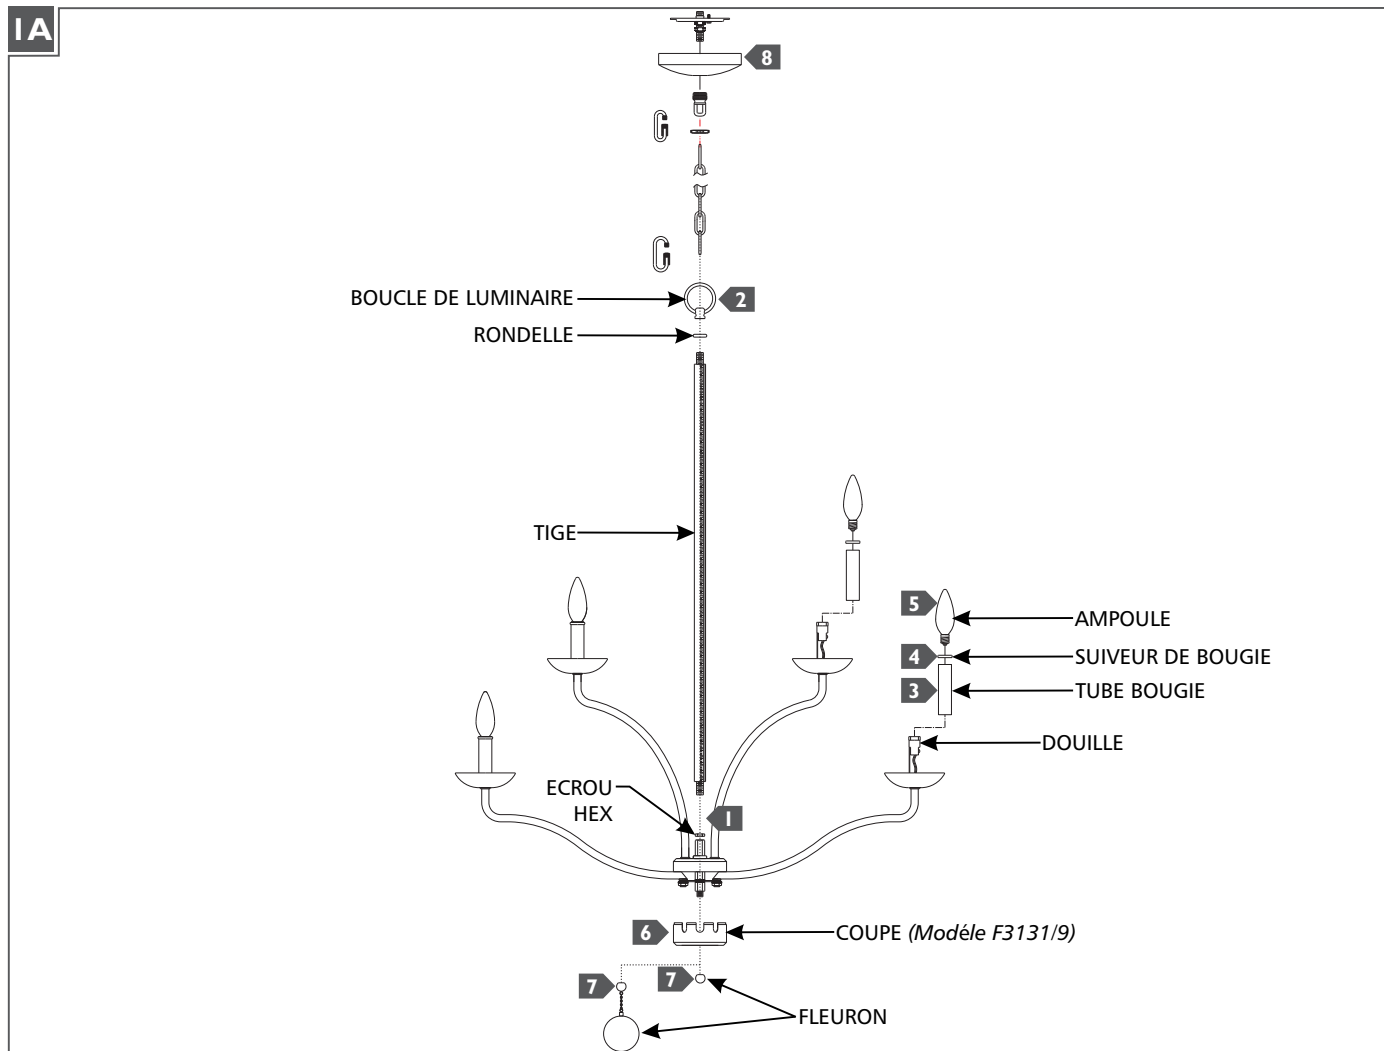 1A
8
BOUCLE DE LUMINAIRE
2
RONDELLE
TIGE
5
AMPOULE
4
SUIVEUR DE BOUGIE
3
TUBE BOUGIE
DOUILLE
ECROU
HEX
1
6
COUPE (Modéle F3131/9)
7
7
FLEURON